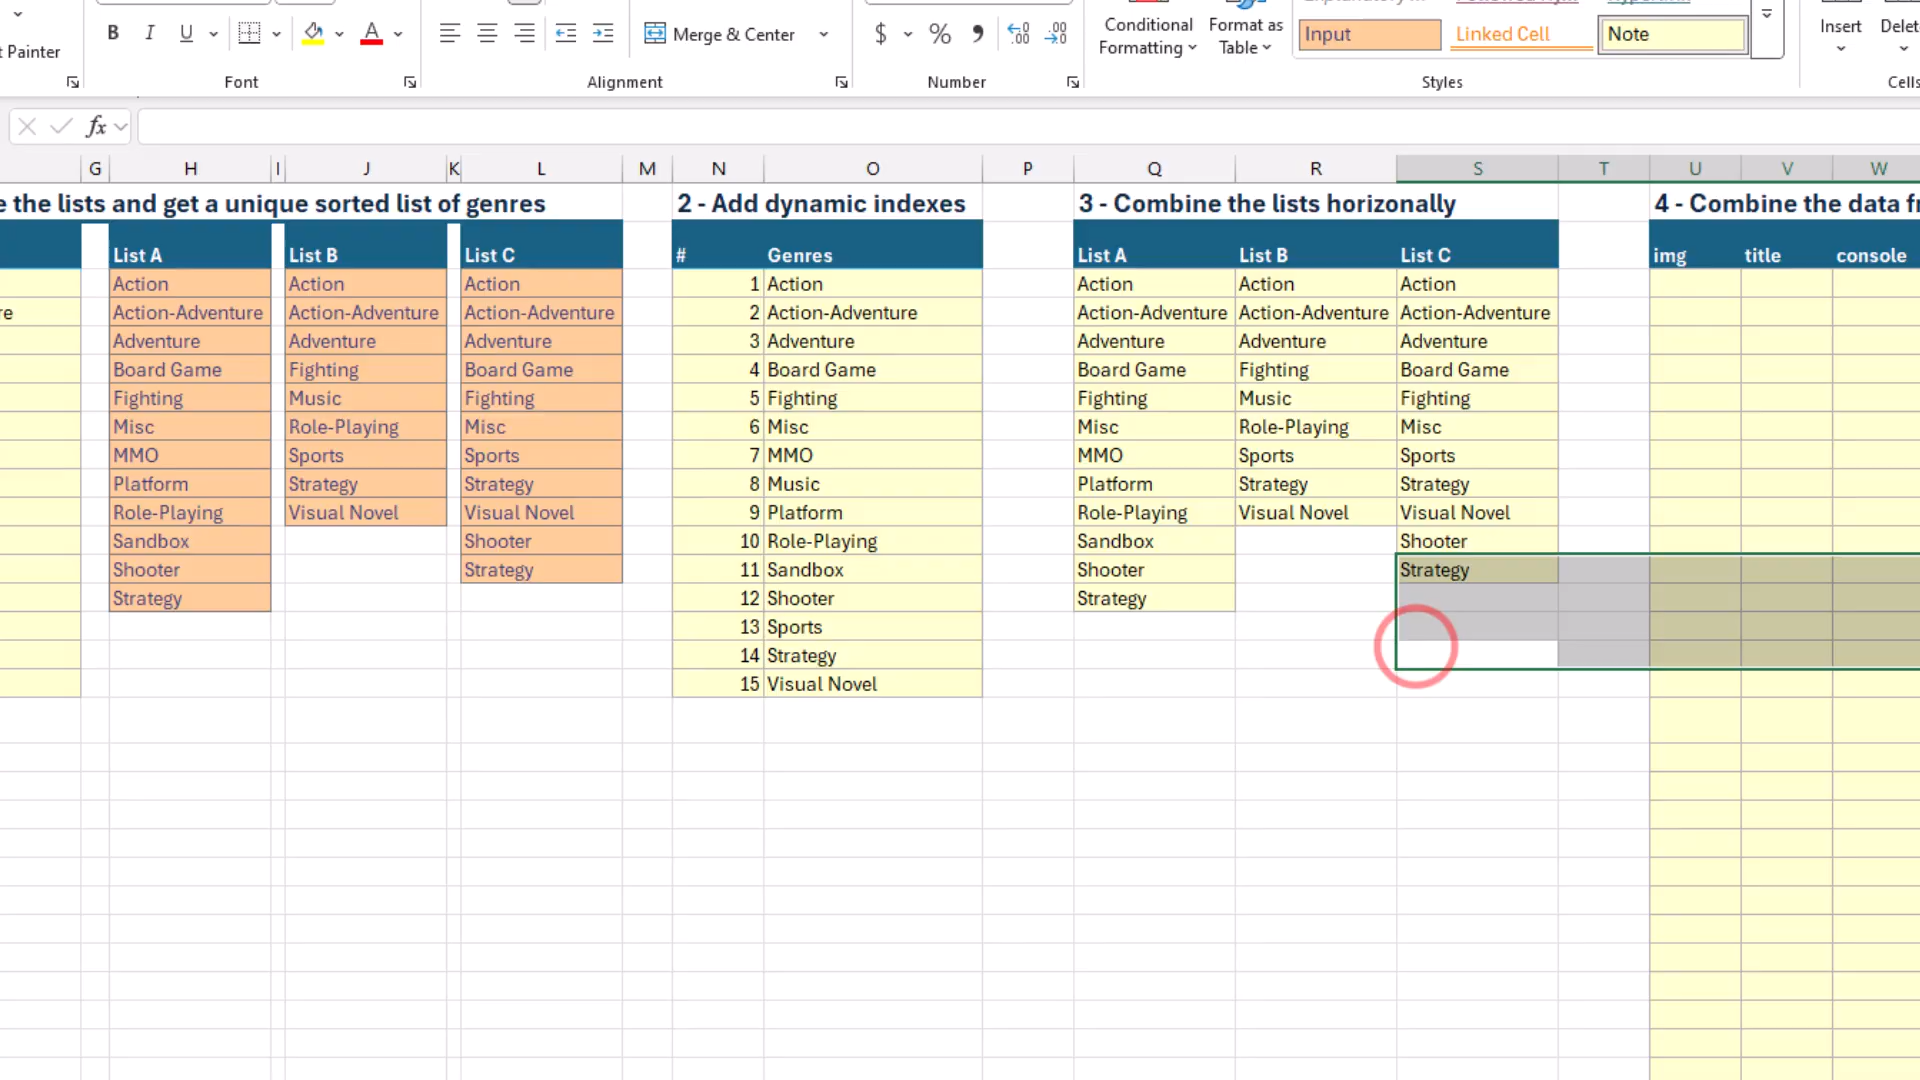 Explanatory ...
t Painter
B I U A
Merge & Center
$ % 9
Conditional Formatting
Format as Table
Input
Linked Cell
Note
Insert
Delet
Font
Alignment
Number
Styles
Cells
fx
G H I J K L M N O P Q R S T U V W
e the lists and get a unique sorted list of genres
2 - Add dynamic indexes
3 - Combine the lists horizonally
4 - Combine the data fr
List A List B List C # Genres List A List B List C img title console
Action Action Action 1 Action Action Action Action
re Action-Adventure Action-Adventure Action-Adventure 2 Action-Adventure Action-Adventure Action-Adventure Action-Adventure
Adventure Adventure Adventure 3 Adventure Adventure Adventure Adventure
Board Game Fighting Board Game 4 Board Game Board Game Fighting Board Game
Fighting Music Fighting 5 Fighting Fighting Music Fighting
Misc Role-Playing Misc 6 Misc Misc Role-Playing Misc
MMO Sports Sports 7 MMO MMO Sports Sports
Platform Strategy Strategy 8 Music Platform Strategy Strategy
Role-Playing Visual Novel Visual Novel 9 Platform Role-Playing Visual Novel Visual Novel
Sandbox Shooter 10 Role-Playing Sandbox Shooter
Shooter Strategy 11 Sandbox Shooter Strategy
Strategy 12 Shooter Strategy
13 Sports
14 Strategy
15 Visual Novel